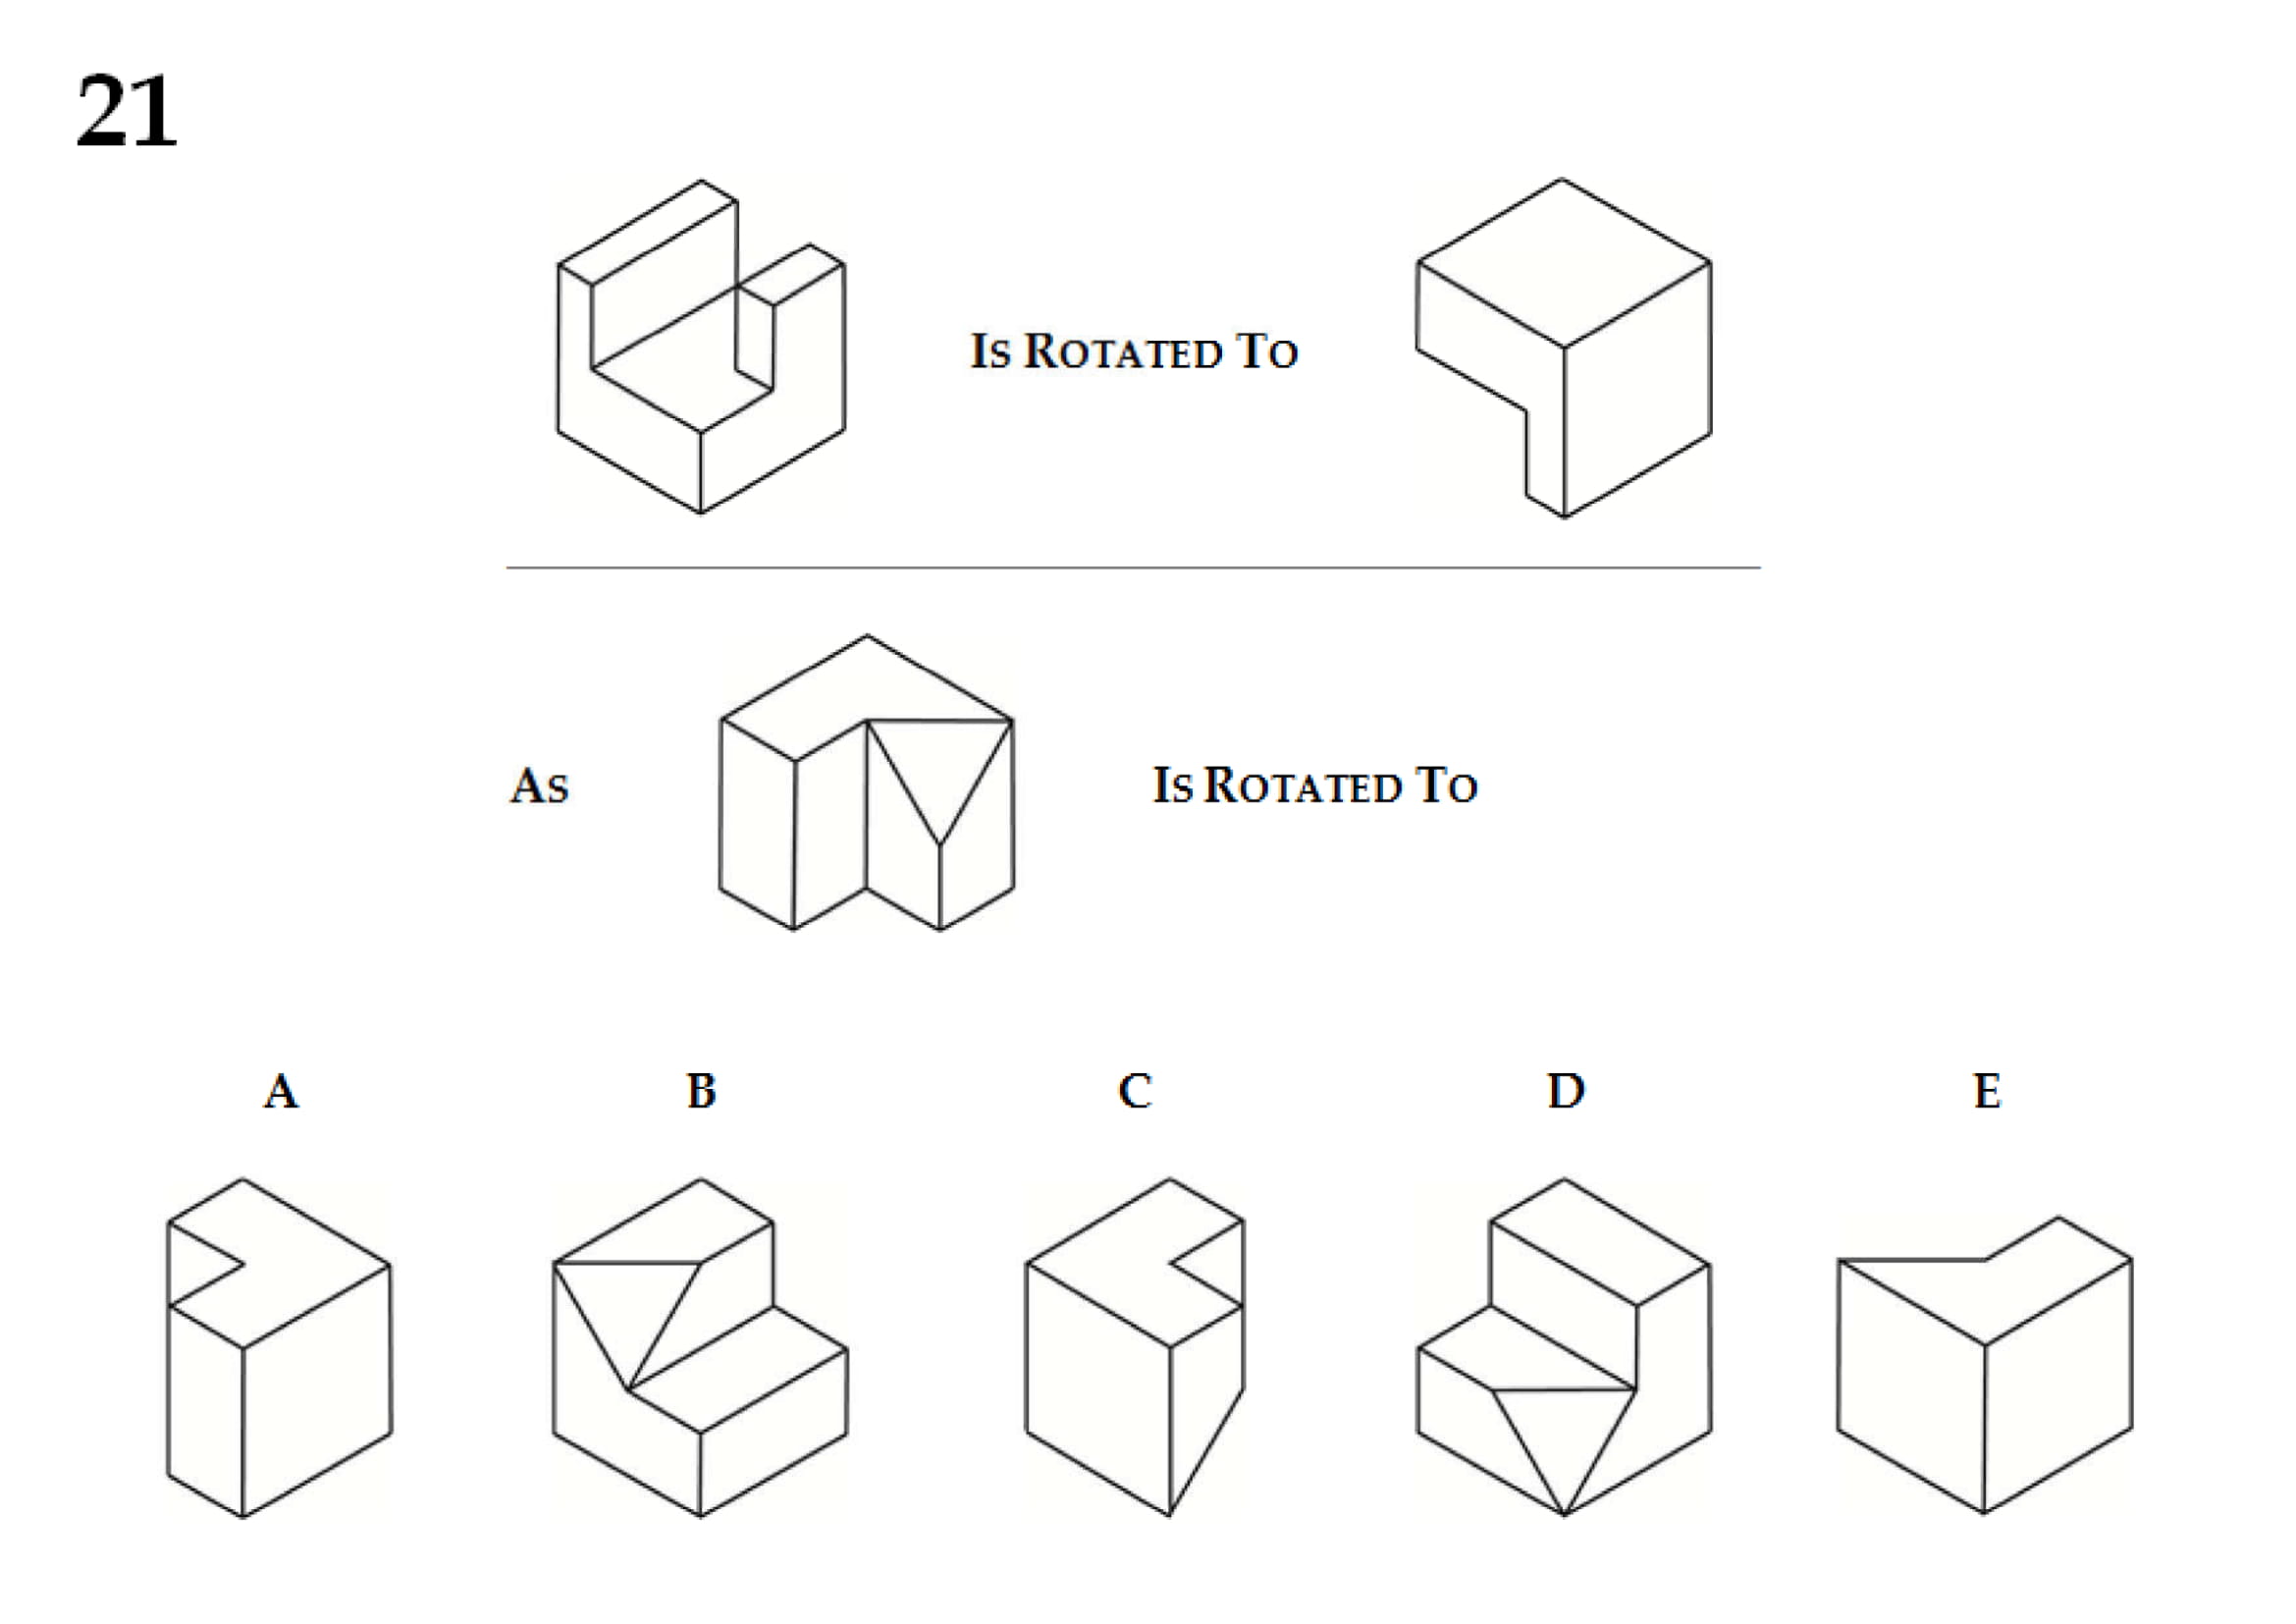 21
IS ROTATED TO
AS
IS ROTATED TO
A B C D E